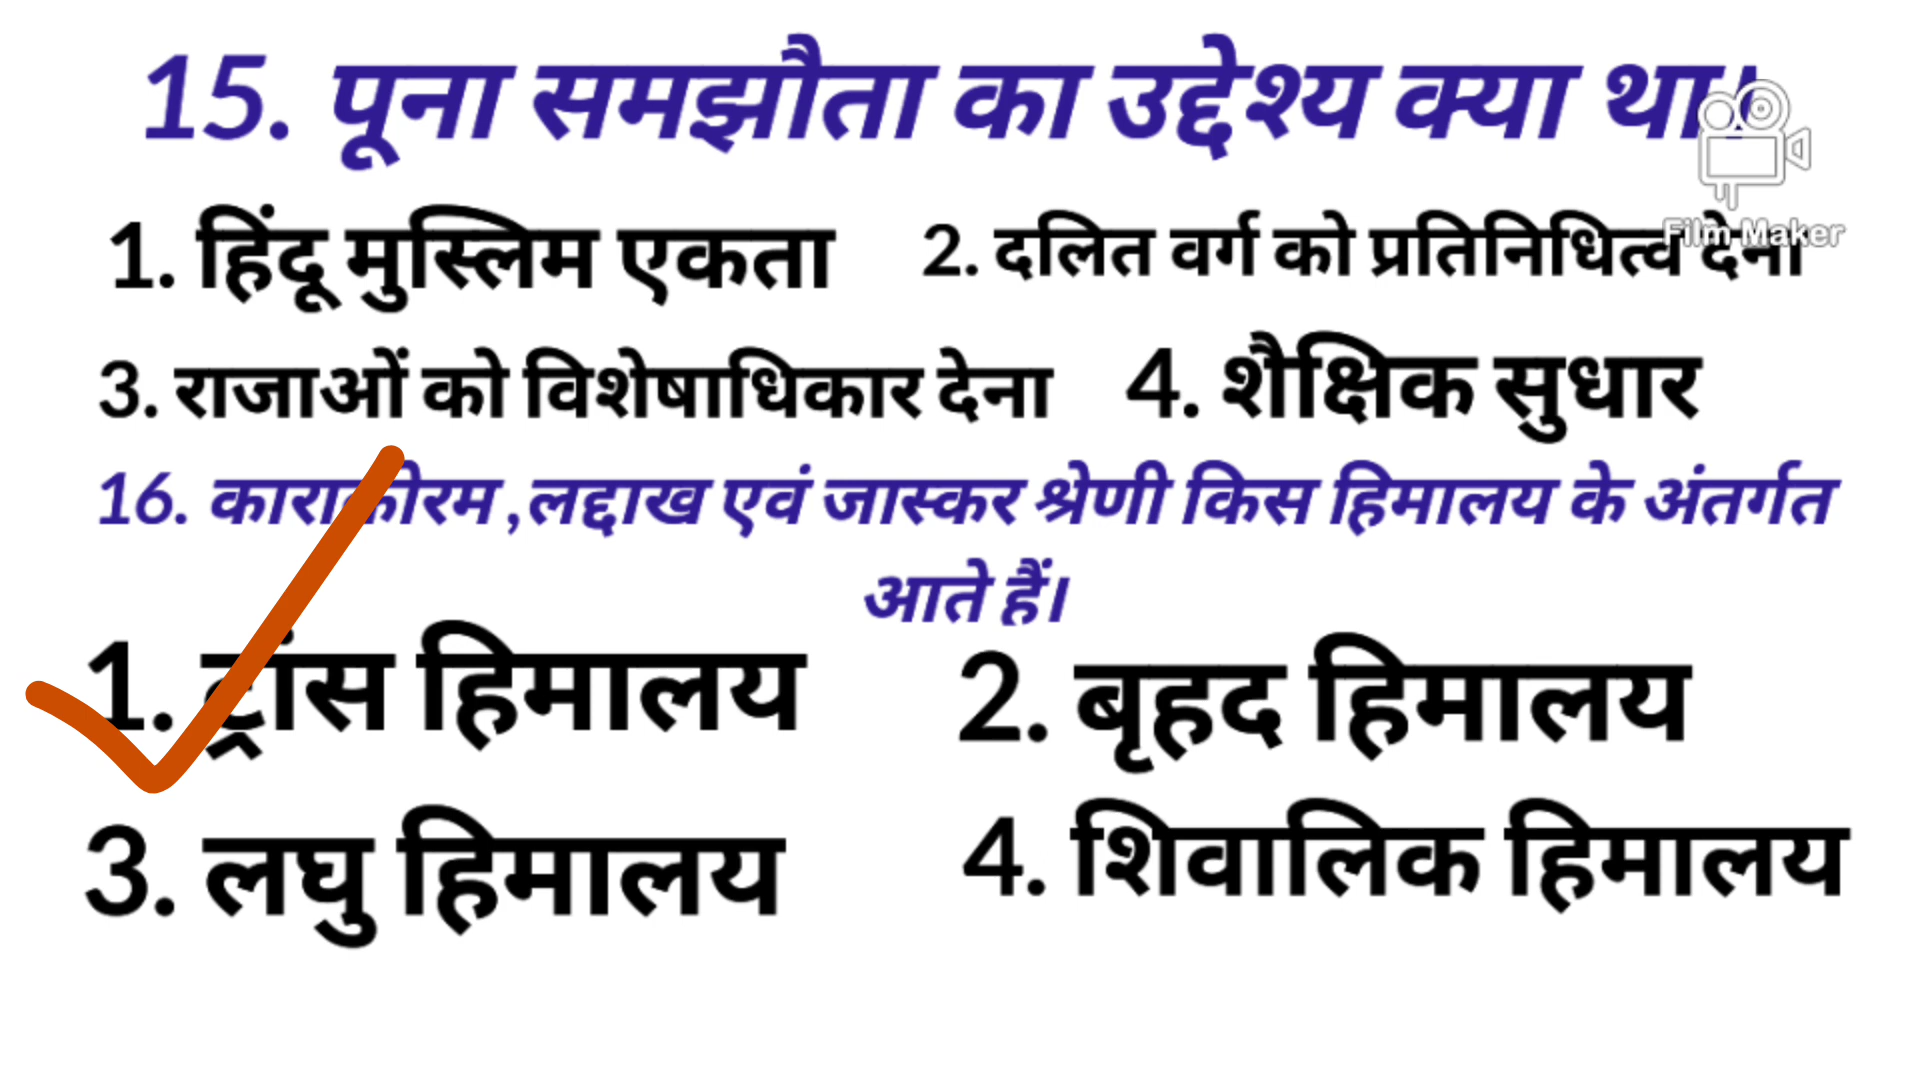 15. पूना समझौता का उद्देश्य क्या था।
1. हिंदू मुस्लिम एकता 2. दलित वर्ग को प्रतिनिधित्व देना
3. राजाओं को विशेषाधिकार देना 4. शैक्षिक सुधार
16. काराकोरम ,लद्दाख एवं जास्कर श्रेणी किस हिमालय के अंतर्गत
आते हैं।
1. ट्रांस हिमालय 2. बृहद हिमालय
3. लघु हिमालय 4. शिवालिक हिमालय
Film Maker